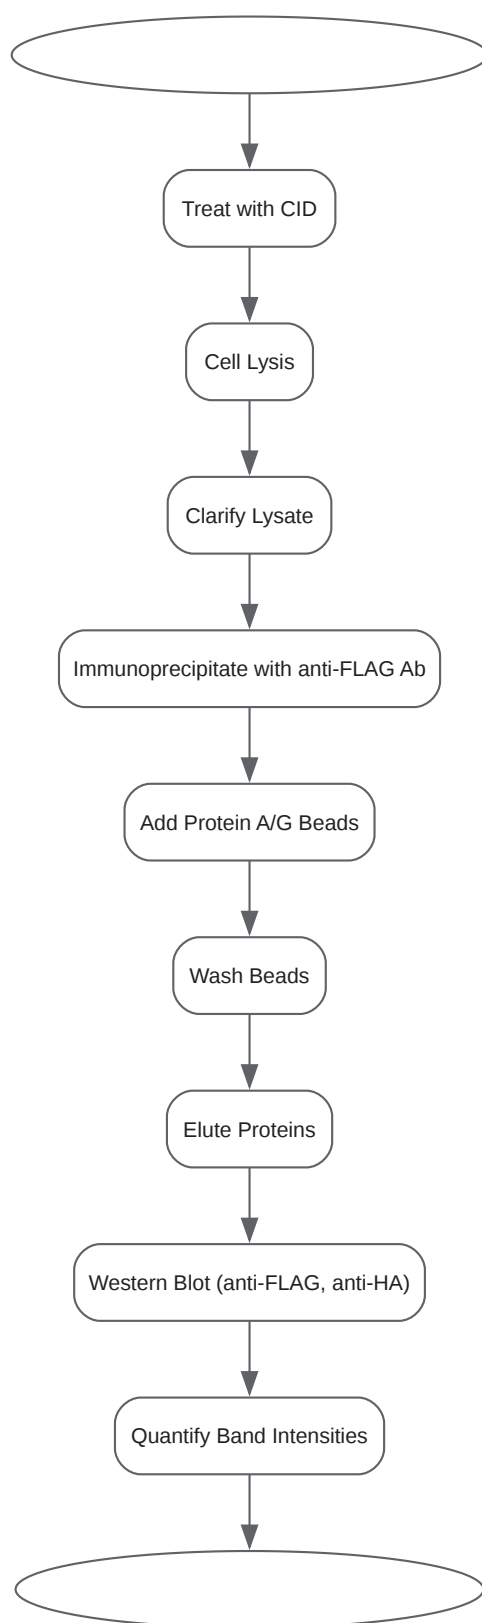 Treat with CID
Cell Lysis
Clarify Lysate
Immunoprecipitate with anti-FLAG Ab
Add Protein A/G Beads
Wash Beads
Elute Proteins
Western Blot (anti-FLAG, anti-HA)
Quantify Band Intensities